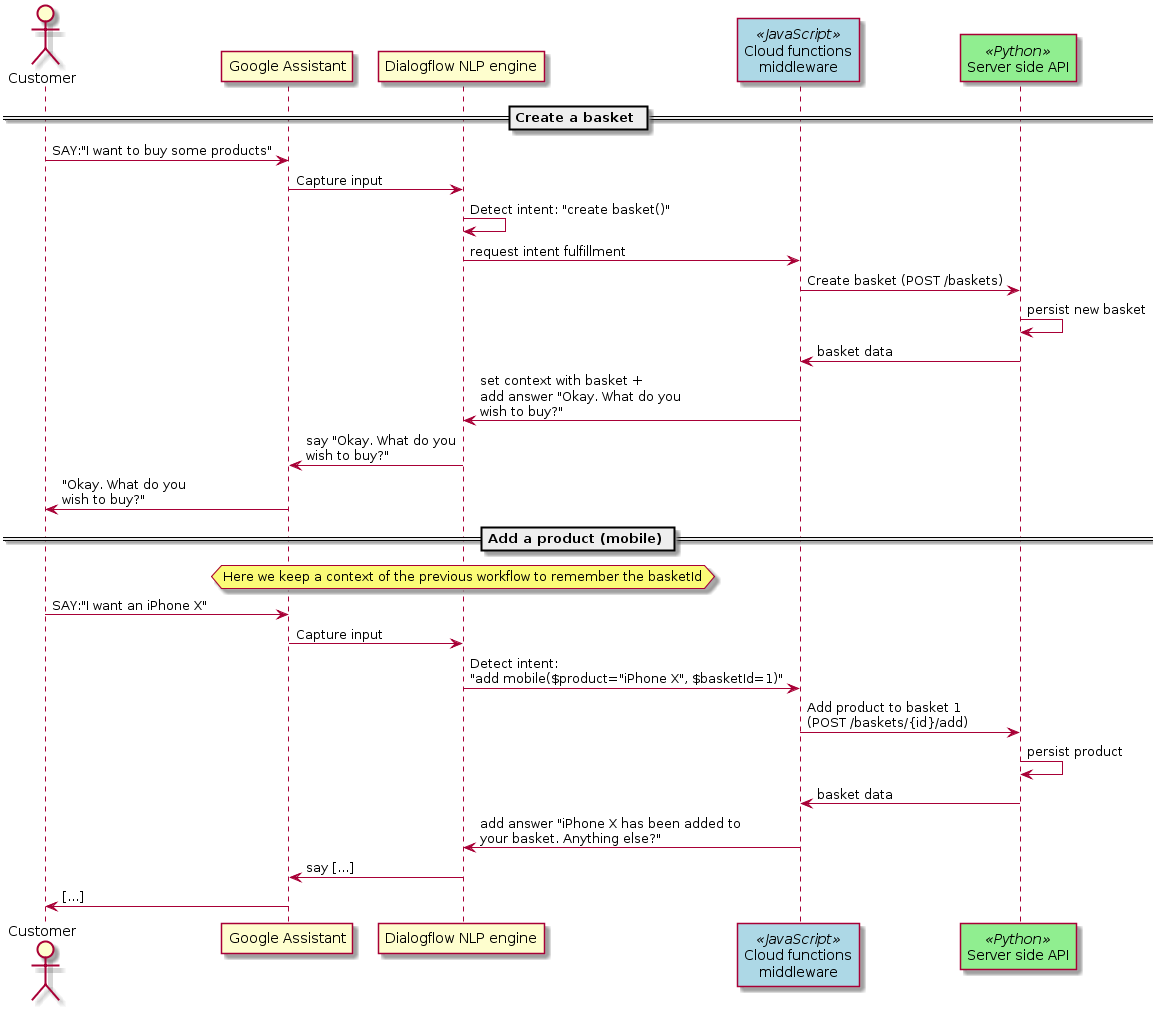 Customer
Google Assistant
Dialogflow NLP engine
«JavaScript»
Cloud functions
middleware
«Python»
Server side API
Create a basket
SAY:"I want to buy some products"
Capture input
Detect intent: "create basket()"
request intent fulfillment
Create basket (POST /baskets)
persist new basket
basket data
set context with basket +
add answer "Okay. What do you
wish to buy?"
say "Okay. What do you
wish to buy?"
"Okay. What do you
wish to buy?"
Add a product (mobile)
Here we keep a context of the previous workflow to remember the basketId
SAY:"I want an iPhone X"
Capture input
Detect intent:
"add mobile($product="iPhone X", $basketId=1)"
Add product to basket 1
(POST /baskets/{id}/add)
persist product
basket data
add answer "iPhone X has been added to
your basket. Anything else?"
say [...]
[...]
Customer
Google Assistant
Dialogflow NLP engine
«JavaScript»
Cloud functions
middleware
«Python»
Server side API